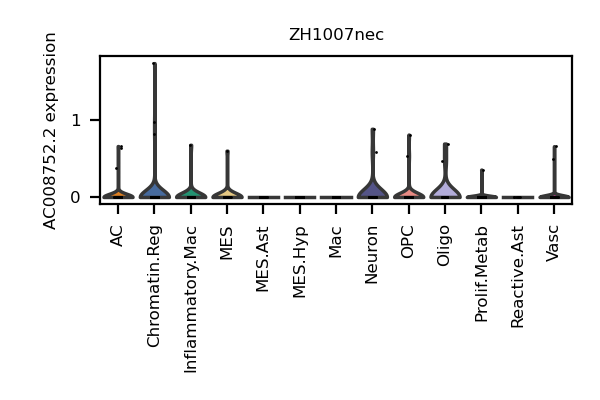 ZH1007nec
AC008752.2 expression
1
0
AC
Chromatin.Reg
Inflammatory.Mac
MES
MES.Ast
MES.Hyp
Mac
Neuron
OPC
Oligo
Prolif.Metab
Reactive.Ast
Vasc